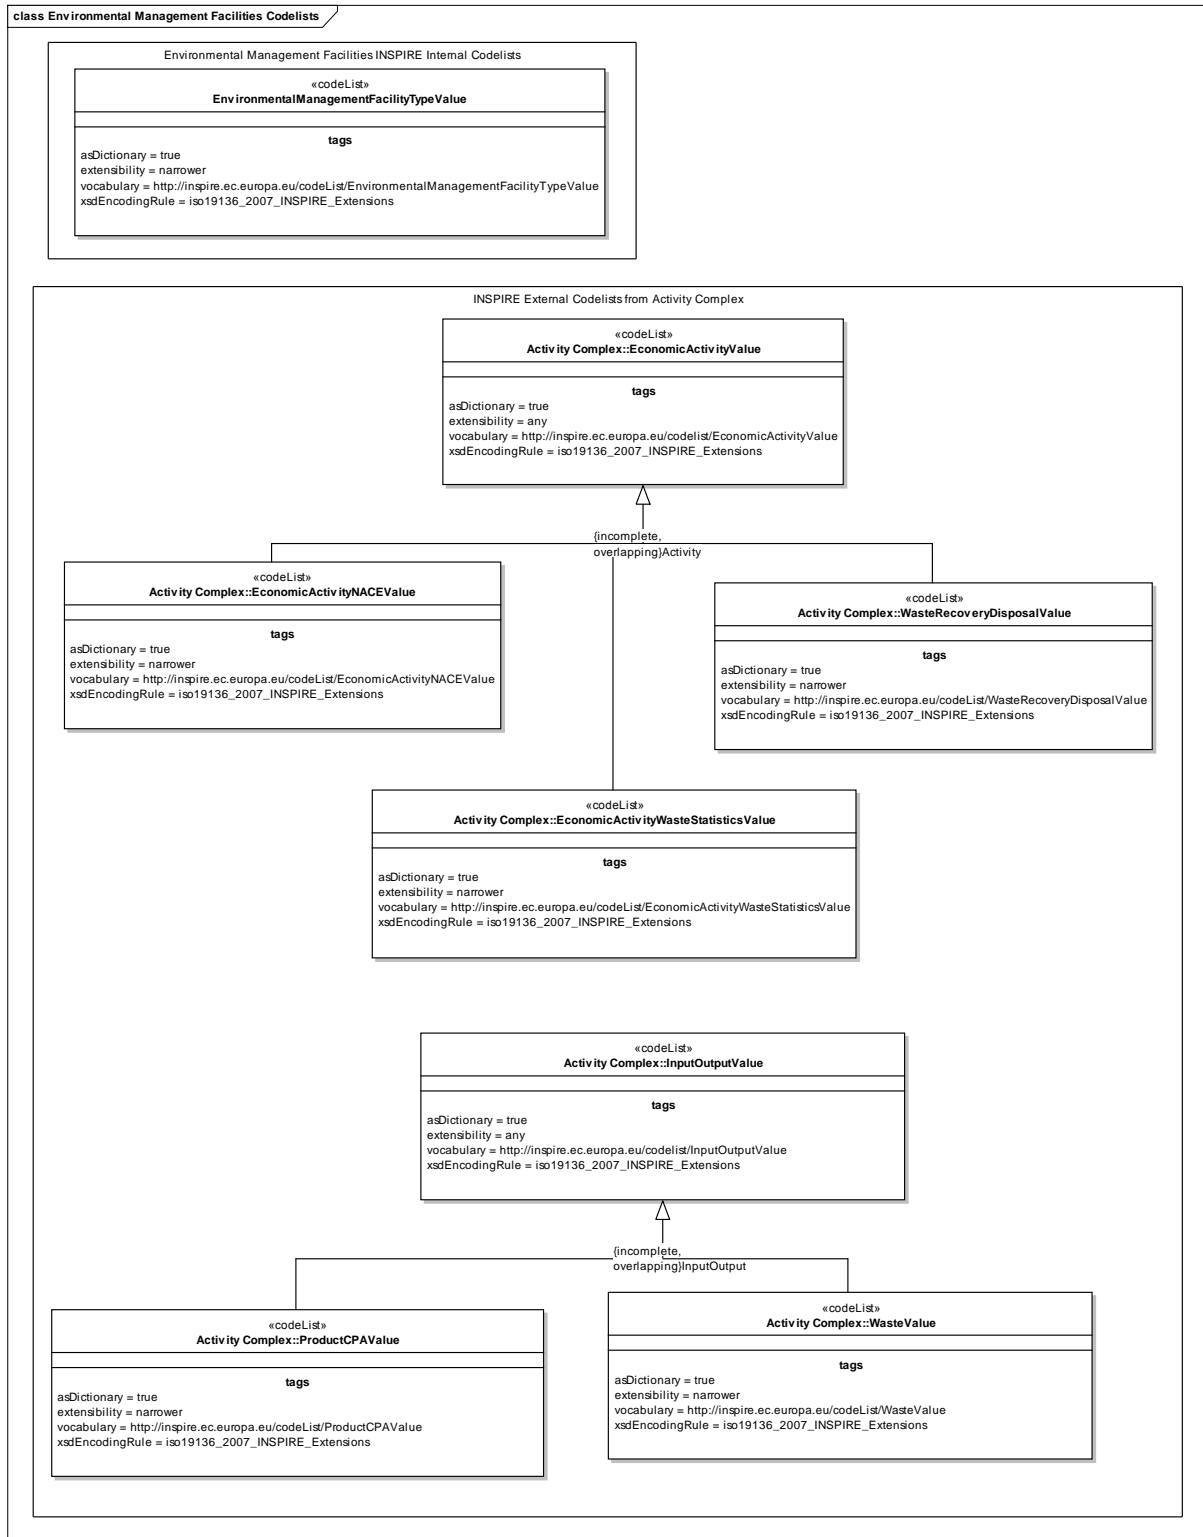 class Environmental Management Facilities Codelists
Environmental Management Facilities INSPIRE Internal Codelists
«codeList»
EnvironmentalManagementFacilityTypeValue
tags
asDictionary = true
extensibility = narrower
vocabulary = http://inspire.ec.europa.eu/codeList/EnvironmentalManagementFacilityTypeValue
xsdEncodingRule = iso19136_2007_INSPIRE_Extensions
INSPIRE External Codelists from Activity Complex
«codeList»
Activity Complex::EconomicActivityValue
tags
asDictionary = true
extensibility = any
vocabulary = http://inspire.ec.europa.eu/codelist/EconomicActivityValue
xsdEncodingRule = iso19136_2007_INSPIRE_Extensions
{incomplete,
overlapping}Activity
«codeList»
Activity Complex::EconomicActivityNACEValue
tags
asDictionary = true
extensibility = narrower
vocabulary = http://inspire.ec.europa.eu/codeList/EconomicActivityNACEValue
xsdEncodingRule = iso19136_2007_INSPIRE_Extensions
«codeList»
Activity Complex::WasteRecoveryDisposalValue
tags
asDictionary = true
extensibility = narrower
vocabulary = http://inspire.ec.europa.eu/codeList/WasteRecoveryDisposalValue
xsdEncodingRule = iso19136_2007_INSPIRE_Extensions
«codeList»
Activity Complex::EconomicActivityWasteStatisticsValue
tags
asDictionary = true
extensibility = narrower
vocabulary = http://inspire.ec.europa.eu/codeList/EconomicActivityWasteStatisticsValue
xsdEncodingRule = iso19136_2007_INSPIRE_Extensions
«codeList»
Activity Complex::InputOutputValue
tags
asDictionary = true
extensibility = any
vocabulary = http://inspire.ec.europa.eu/codelist/InputOutputValue
xsdEncodingRule = iso19136_2007_INSPIRE_Extensions
{incomplete,
overlapping}InputOutput
«codeList»
Activity Complex::ProductCPAValue
tags
asDictionary = true
extensibility = narrower
vocabulary = http://inspire.ec.europa.eu/codeList/ProductCPAValue
xsdEncodingRule = iso19136_2007_INSPIRE_Extensions
«codeList»
Activity Complex::WasteValue
tags
asDictionary = true
extensibility = narrower
vocabulary = http://inspire.ec.europa.eu/codeList/WasteValue
xsdEncodingRule = iso19136_2007_INSPIRE_Extensions